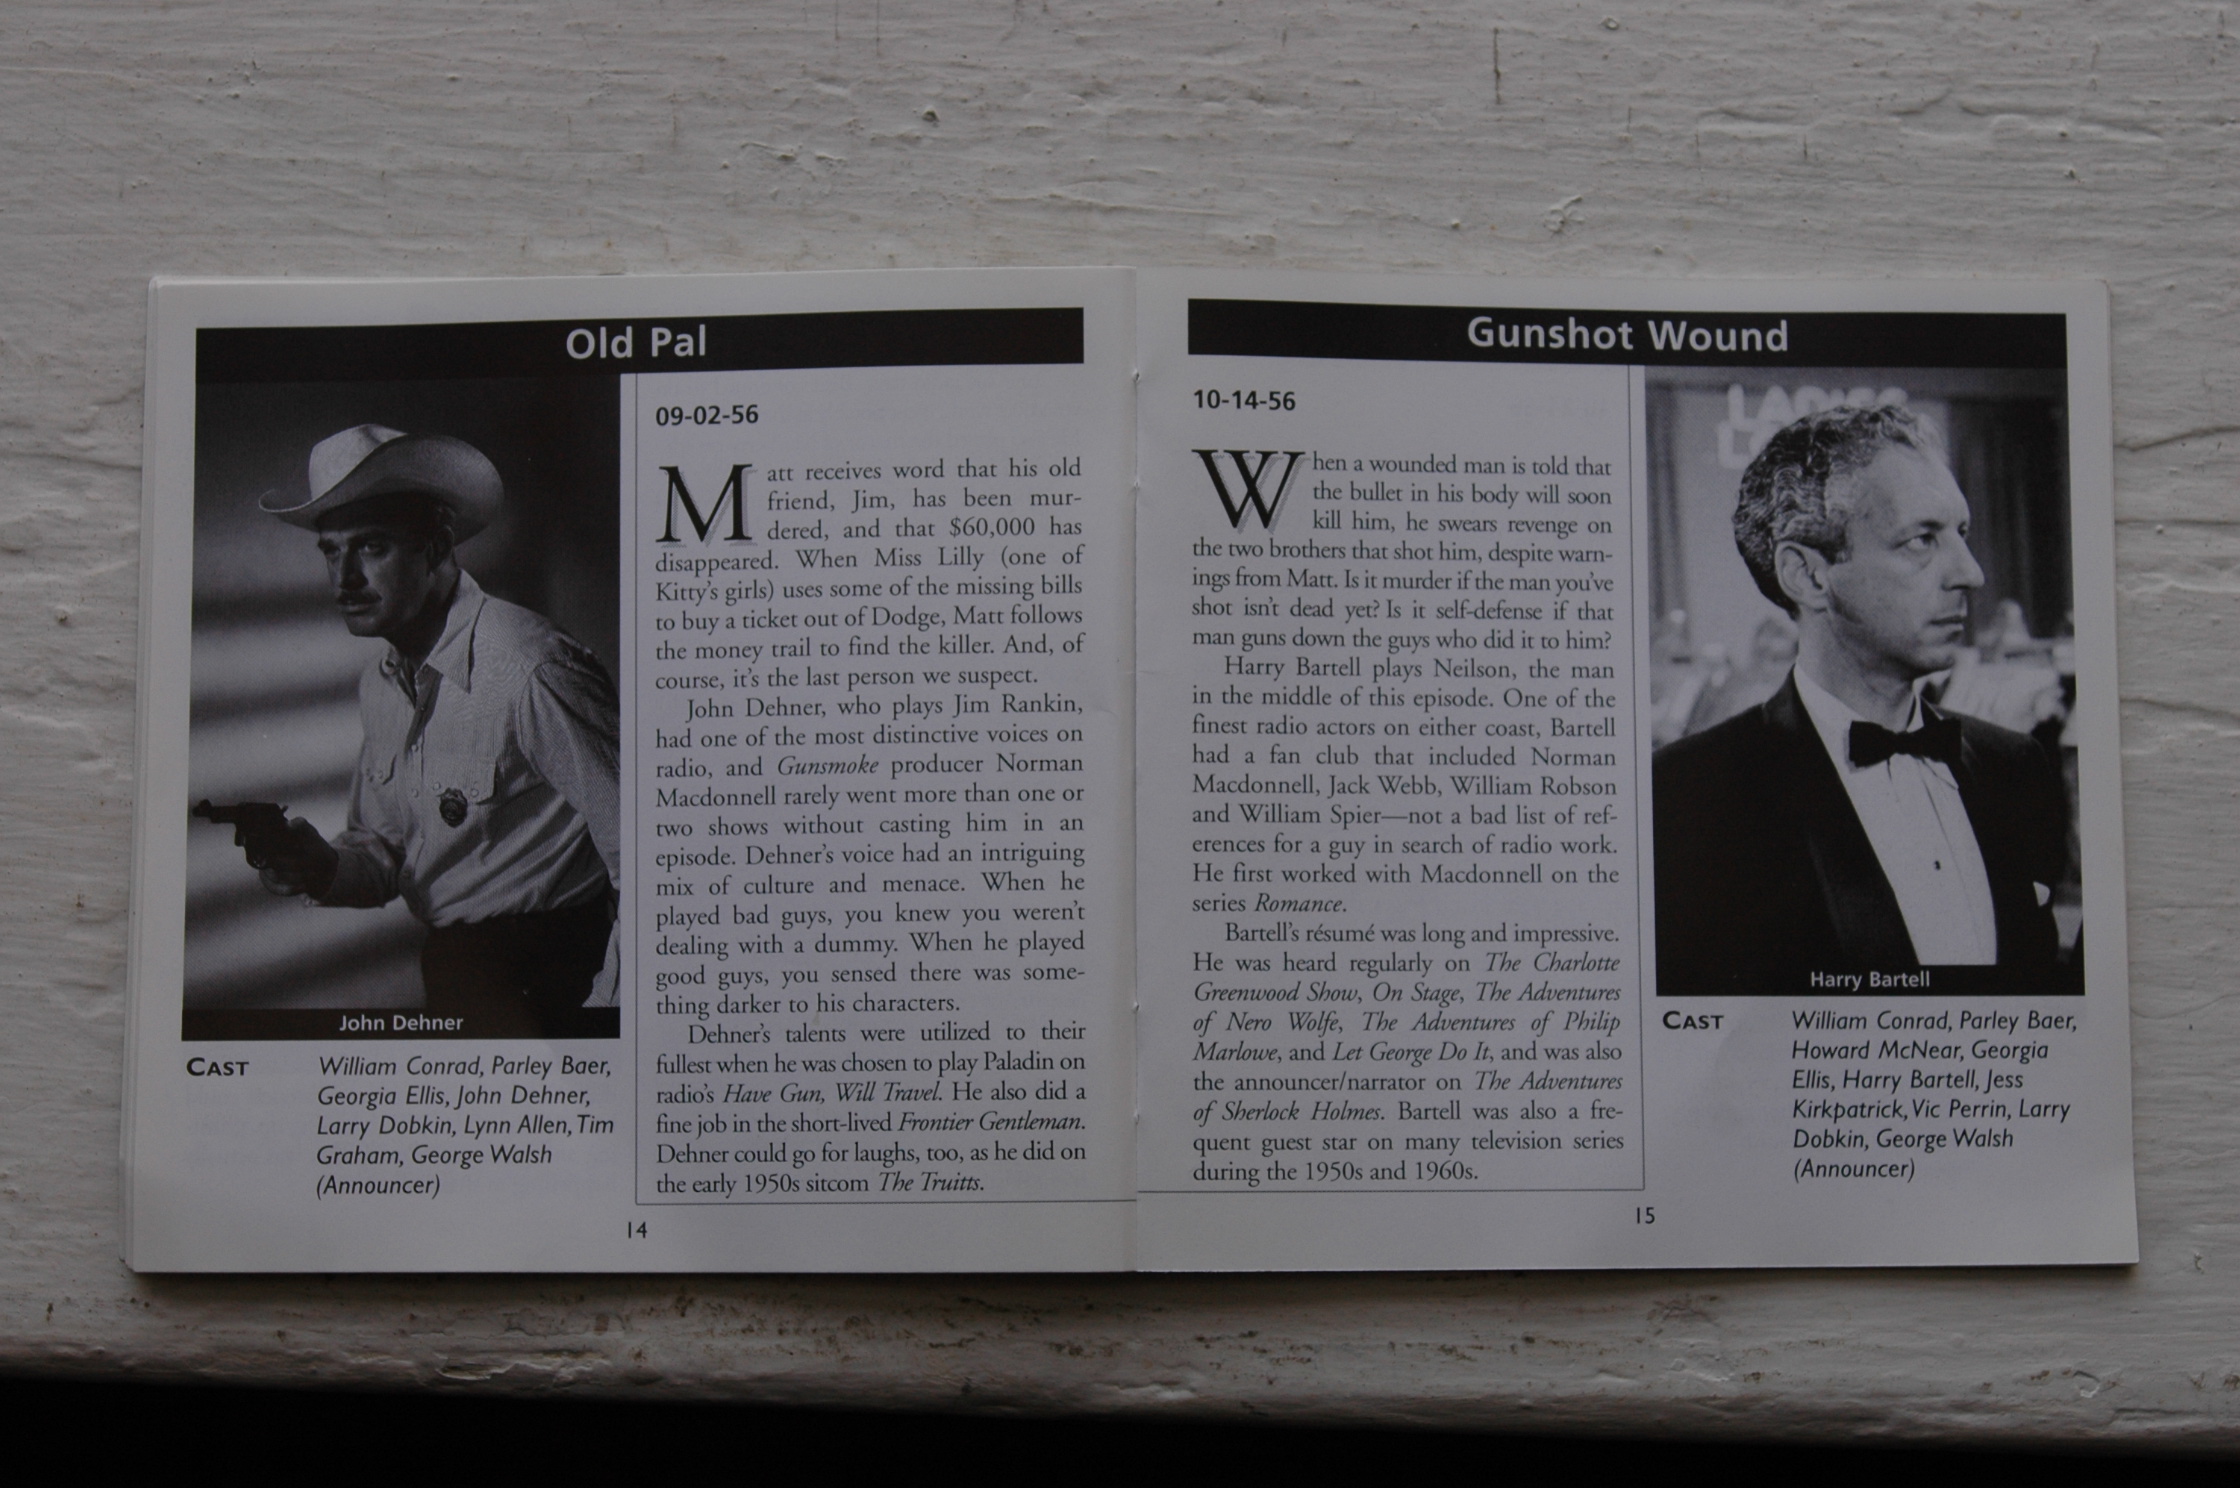 Old Pal
09-02-56
Matt receives word that his old
friend, Jim, has been mur-
dered, and that $60,000 has
disappeared. When Miss Lilly (one of
Kitty's girls) uses some of the missing bills
to buy a ticket out of Dodge, Matt follows
the money trail to find the killer. And, of
course, it's the last person we suspect.
John Dehner, who plays Jim Rankin,
had one of the most distinctive voices on
radio, and Gunsmoke producer Norman
Macdonnell rarely went more than one or
two shows without casting him in an
episode. Dehner's voice had an intriguing
mix of culture and menace. When he
played bad guys, you knew you weren't
dealing with a dummy. When he played
good guys, you sensed there was some-
thing darker to his characters.
Dehner's talents were utilized to their
fullest when he was chosen to play Paladin on
radio's Have Gun, Will Travel. He also did a
fine job in the short-lived Frontier Gentleman.
Dehner could go for laughs, too, as he did on
the early 1950s sitcom The Truitts.
John Dehner
CAST
William Conrad, Parley Baer,
Georgia Ellis, John Dehner,
Larry Dobkin, Lynn Allen, Tim
Graham, George Walsh
(Announcer)
14
Gunshot Wound
10-14-56
When a wounded man is told that
the bullet in his body will soon
kill him, he swears revenge on
the two brothers that shot him, despite warn-
ings from Matt. Is it murder if the man you've
shot isn't dead yet? Is it self-defense if that
man guns down the guys who did it to him?
Harry Bartell plays Neilson, the man
in the middle of this episode. One of the
finest radio actors on either coast, Bartell
had a fan club that included Norman
Macdonnell, Jack Webb, William Robson
and William Spier—not a bad list of ref-
erences for a guy in search of radio work.
He first worked with Macdonnell on the
series Romance.
Bartell's résumé was long and impressive.
He was heard regularly on The Charlotte
Greenwood Show, On Stage, The Adventures
of Nero Wolfe, The Adventures of Philip
Marlowe, and Let George Do It, and was also
the announcer/narrator on The Adventures
of Sherlock Holmes. Bartell was also a fre-
quent guest star on many television series
during the 1950s and 1960s.
LADIES
Harry Bartell
CAST
William Conrad, Parley Baer,
Howard McNear, Georgia
Ellis, Harry Bartell, Jess
Kirkpatrick, Vic Perrin, Larry
Dobkin, George Walsh
(Announcer)
15